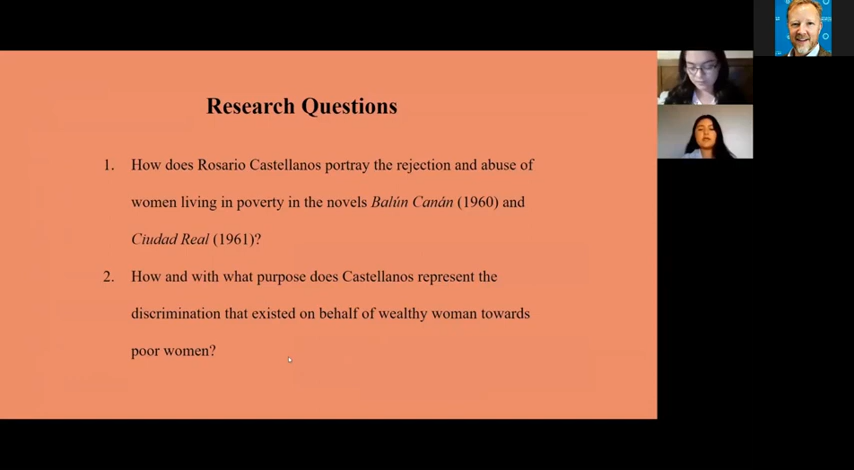 Research Questions
1. How does Rosario Castellanos portray the rejection and abuse of
women living in poverty in the novels Balún Canán (1960) and
Ciudad Real (1961)?
2. How and with what purpose does Castellanos represent the
discrimination that existed on behalf of wealthy woman towards
poor women?